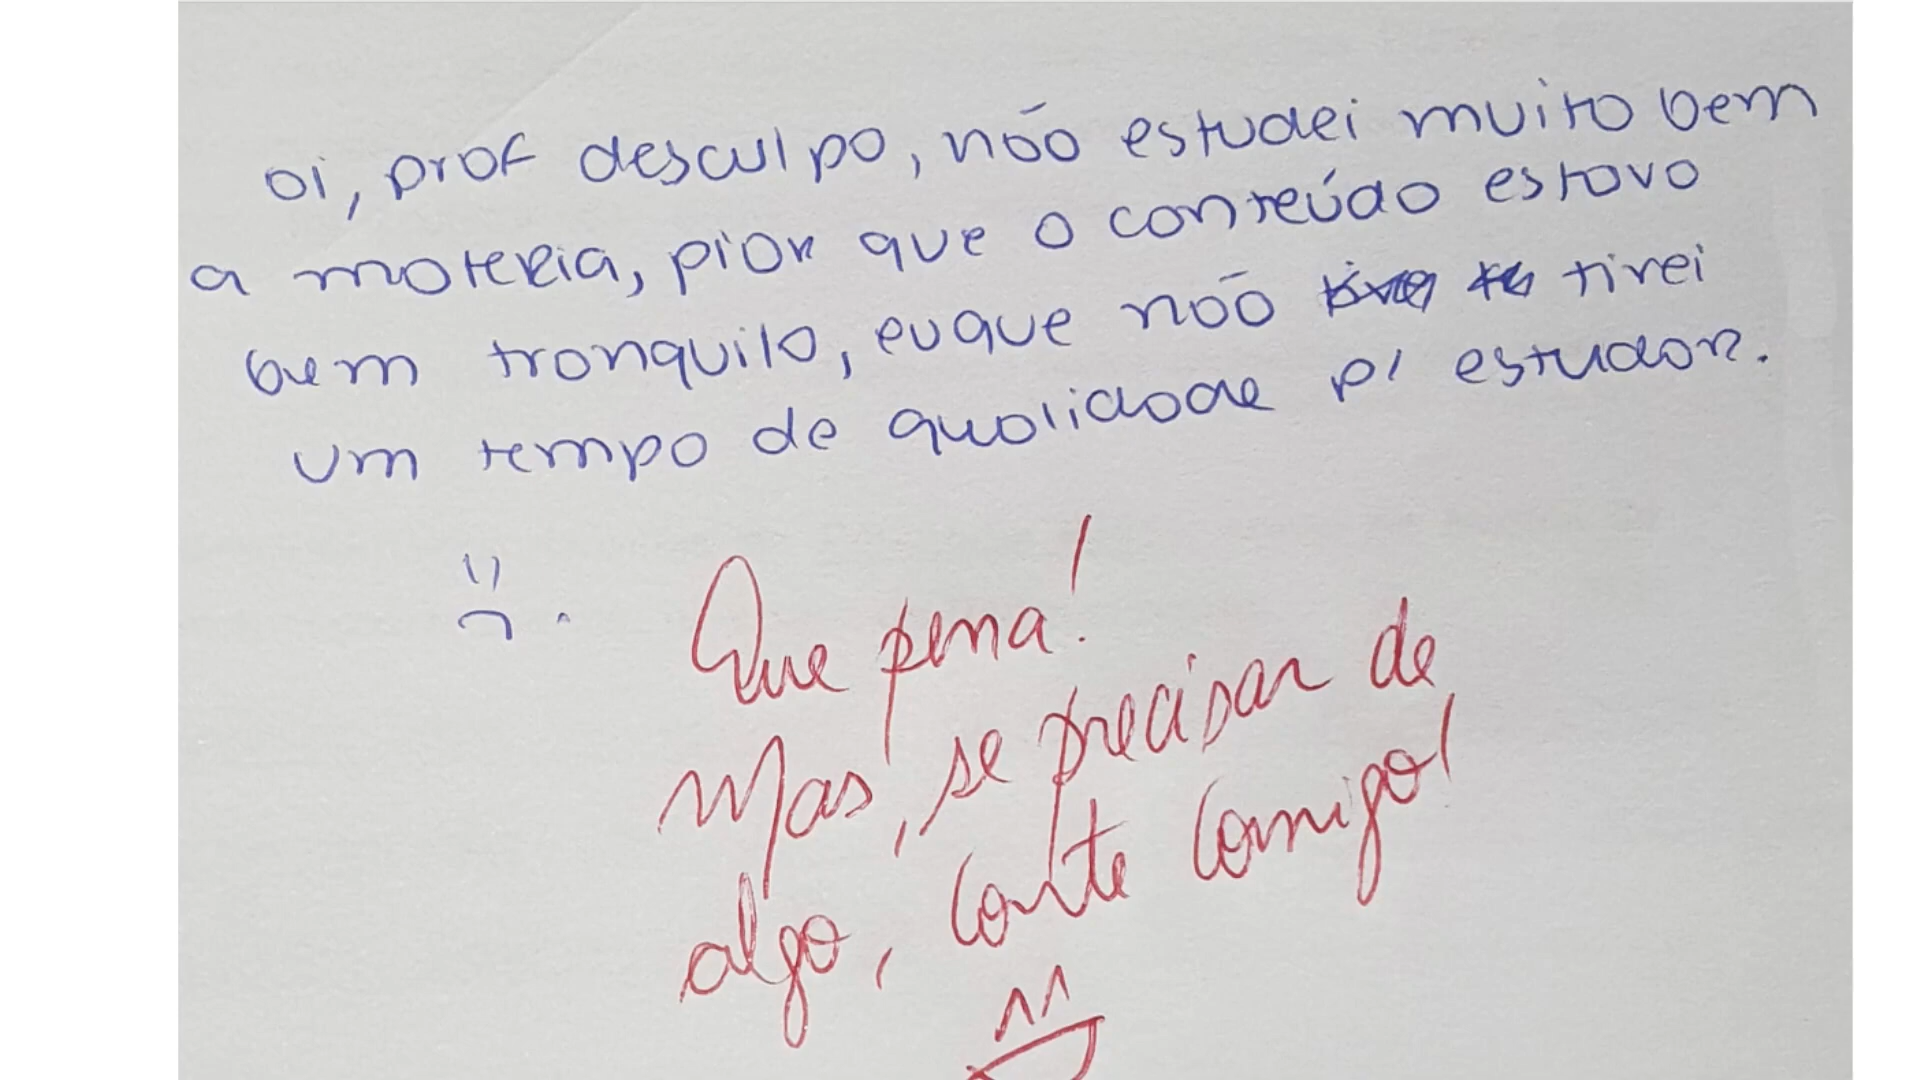 oi, prof desculpa, não estudei muito bem
a materia, pior que o conteúdo estava
bem tranquilo, eu que não tirei
um tempo de qualidade p/ estudar.
Que pena!
Mas, se precisar de
algo, conte comigo!